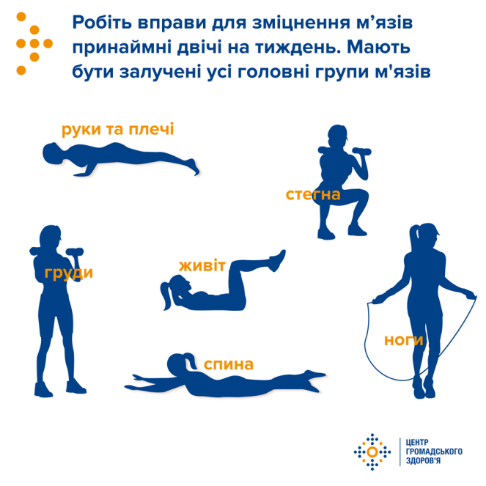 Робіть вправи для зміцнення м’язів
принаймні двічі на тиждень. Мають
бути залучені усі головні групи м'язів
руки та плечі
стегна
груди
живіт
спина
ноги
ЦЕНТР
ГРОМАДСЬКОГО
ЗДОРОВ'Я